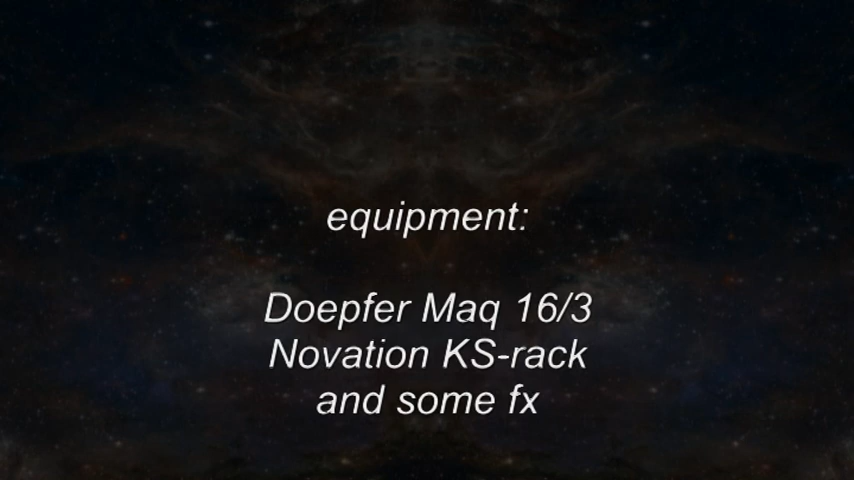 equipment:
Doepfer Maq 16/3
Novation KS-rack
and some fx